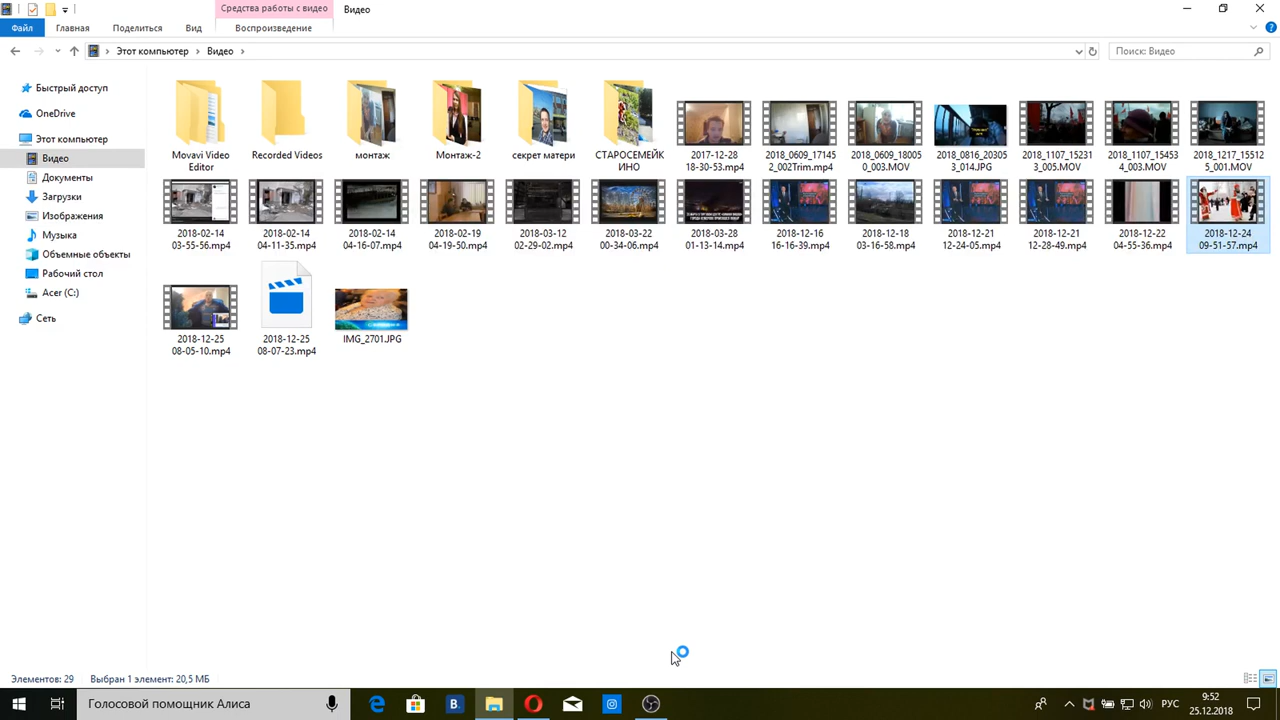 Средства работы с видео
Видео
Файл
Главная
Поделиться
Вид
Воспроизведение
Этот компьютер
Видео
Поиск: Видео
Быстрый доступ
OneDrive
Этот компьютер
Видео
Документы
Загрузки
Изображения
Музыка
Объемные объекты
Рабочий стол
Acer (C:)
Сеть
Movavi Video
Editor
Recorded Videos
монтаж
Монтаж-2
секрет матери
СТАРОСЕМЕЙК
ИНО
2017-12-28
18-30-53.mp4
2018_0609_17145
2_002Trim.mp4
2018_0609_18005
0_003.MOV
2018_0816_20305
3_014.JPG
2018_1107_15231
3_005.MOV
2018_1107_15453
4_003.MOV
2018_1217_15512
5_001.MOV
2018-02-14
03-55-56.mp4
2018-02-14
04-11-35.mp4
2018-02-14
04-16-07.mp4
2018-02-19
04-19-50.mp4
2018-03-12
02-29-02.mp4
2018-03-22
00-34-06.mp4
2018-03-28
01-13-14.mp4
2018-12-16
16-16-39.mp4
2018-12-18
03-16-58.mp4
2018-12-21
12-24-05.mp4
2018-12-21
12-28-49.mp4
2018-12-22
04-55-36.mp4
2018-12-24
09-51-57.mp4
2018-12-25
08-05-10.mp4
2018-12-25
08-07-23.mp4
IMG_2701.JPG
Элементов: 29
Выбран 1 элемент: 20,5 МБ
Голосовой помощник Алиса
B.
РУС
9:52
25.12.2018